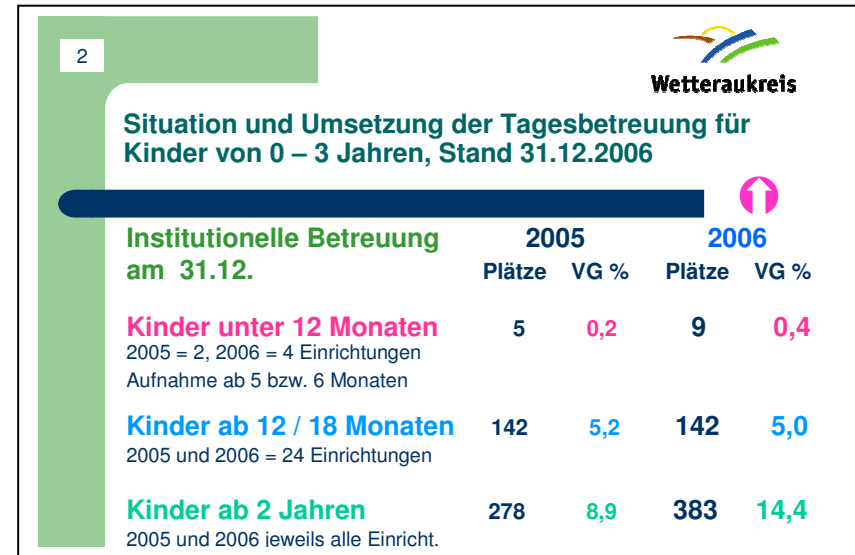 2
Wetteraukreis
Situation und Umsetzung der Tagesbetreuung für
Kinder von 0 – 3 Jahren, Stand 31.12.2006
Institutionelle Betreuung 2005 2006
am 31.12. Plätze VG % Plätze VG %
Kinder unter 12 Monaten 5 0,2 9 0,4
2005 = 2, 2006 = 4 Einrichtungen
Aufnahme ab 5 bzw. 6 Monaten
Kinder ab 12 / 18 Monaten 142 5,2 142 5,0
2005 und 2006 = 24 Einrichtungen
Kinder ab 2 Jahren 278 8,9 383 14,4
2005 und 2006 jeweils alle Einricht.